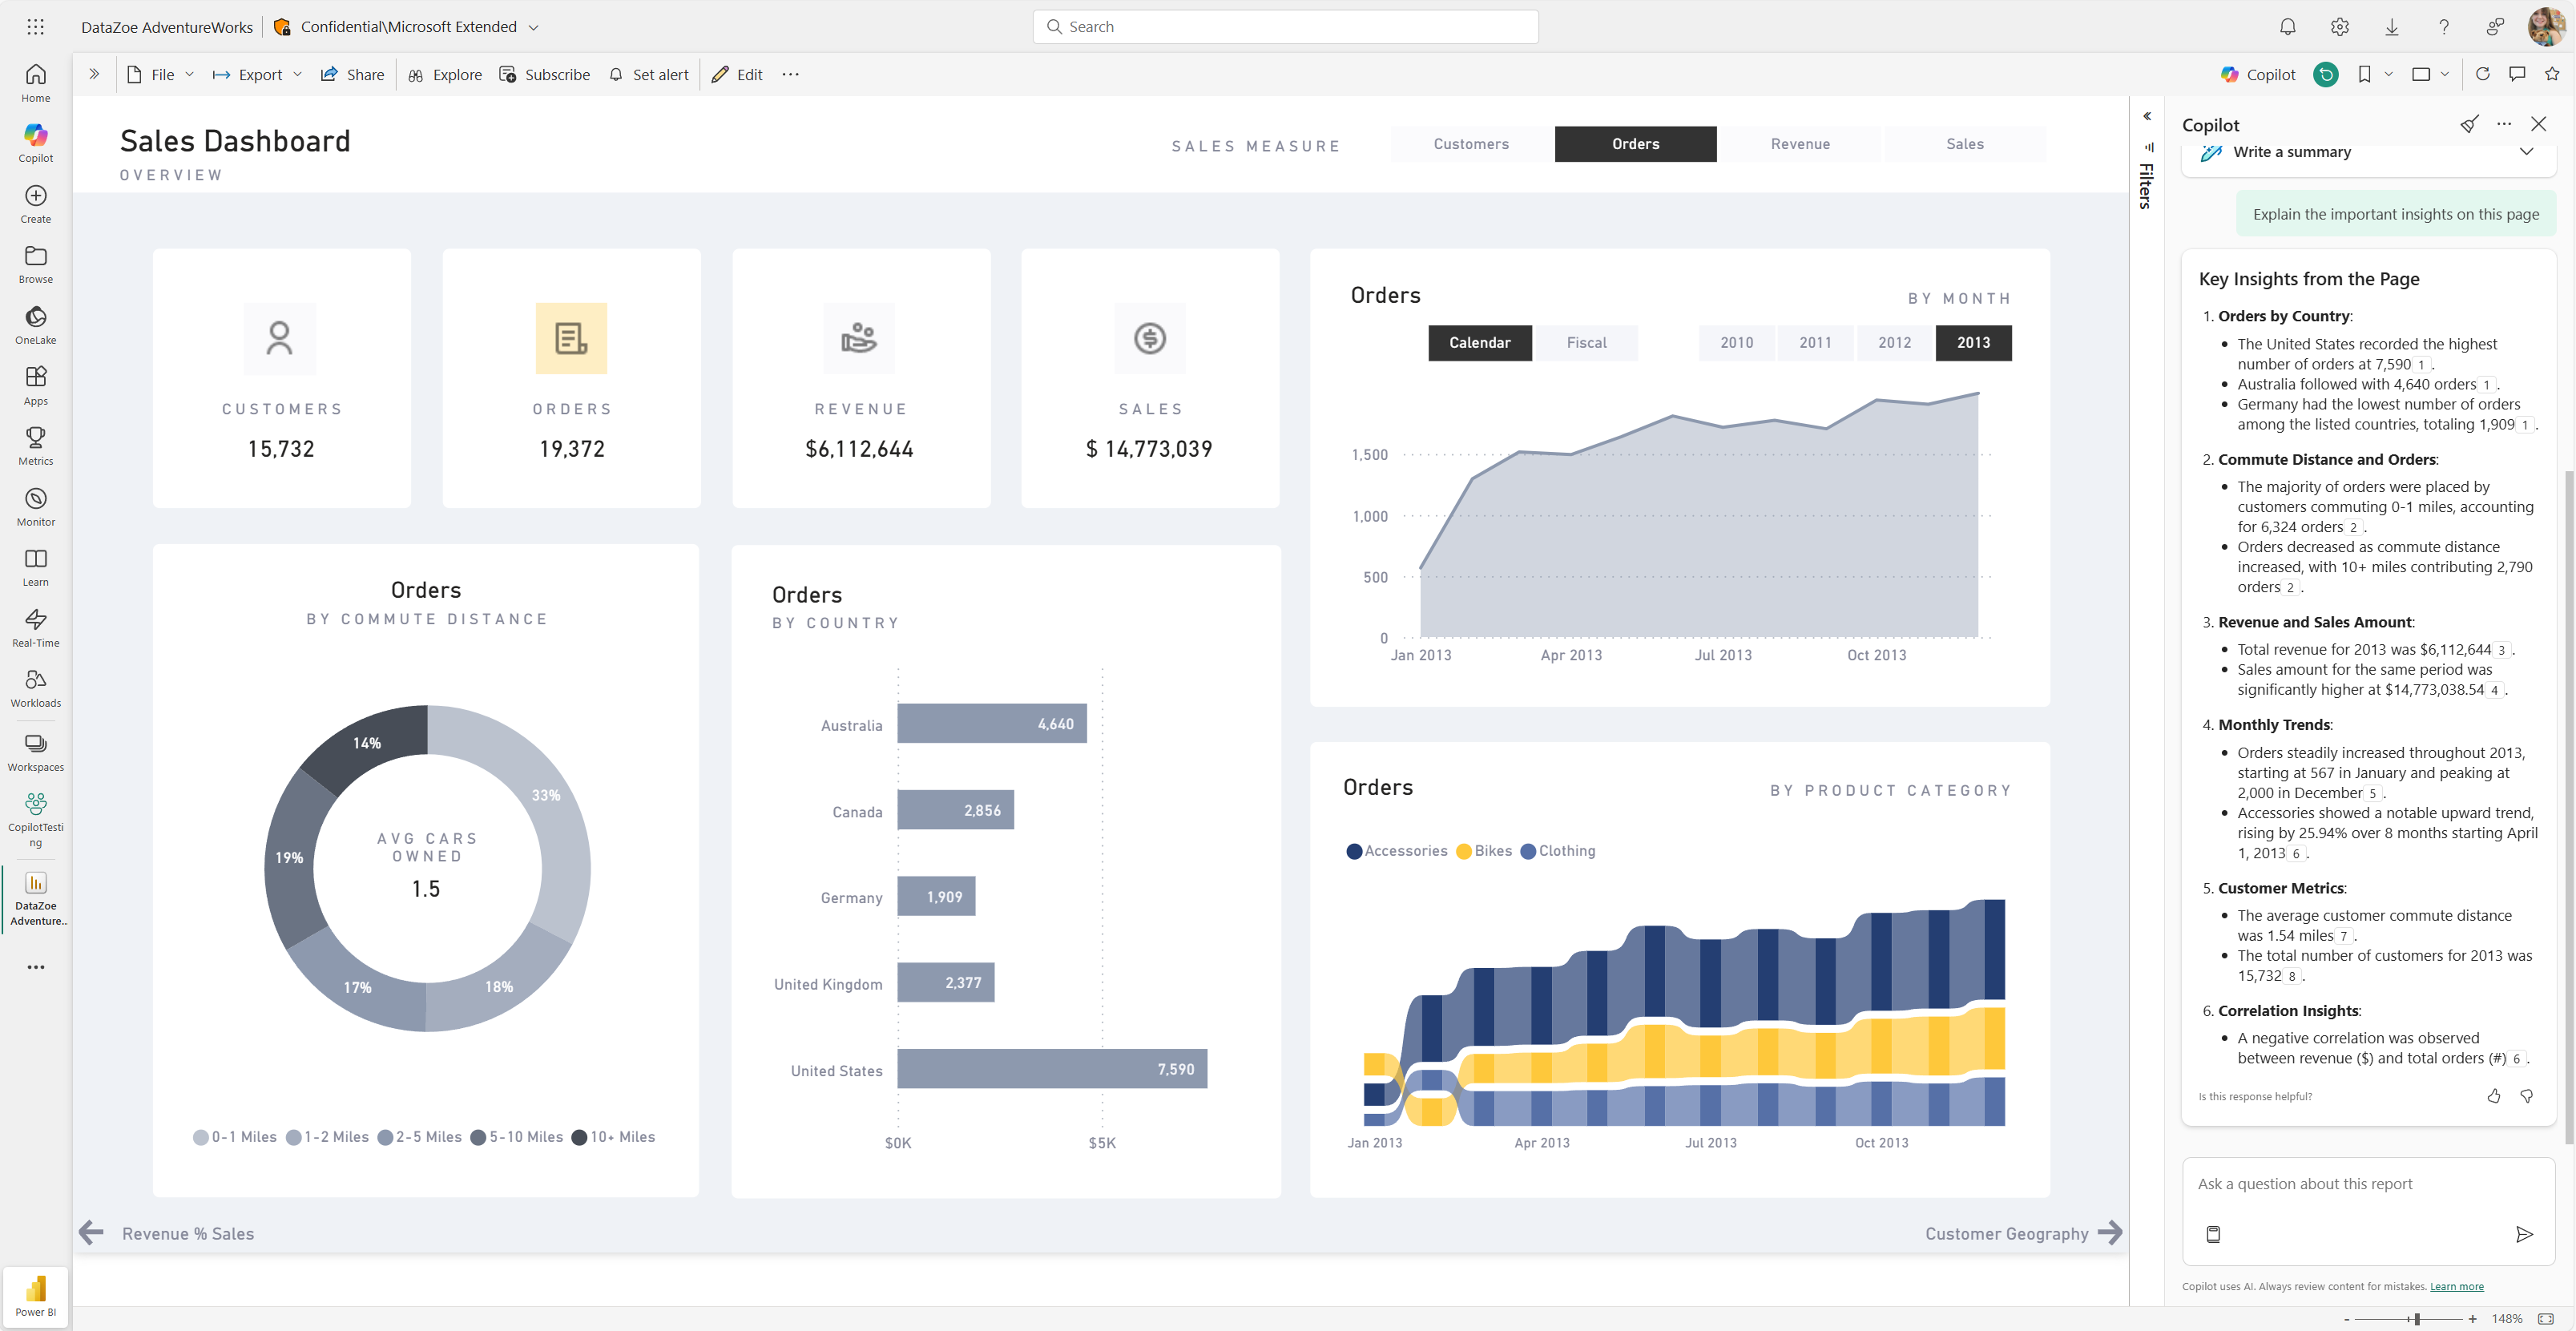 DataZoe AdventureWorks
Confidential\Microsoft Extended
Search
File
Export
Share
Explore
Subscribe
Set alert
Edit
Copilot
Home
Copilot
Create
Browse
OneLake
Apps
Metrics
Monitor
Learn
Real-Time
Workloads
Workspaces
CopilotTesti
ng
DataZoe
Adventure..
Power BI
Sales Dashboard
OVERVIEW
SALES MEASURE
Customers
Orders
Revenue
Sales
CUSTOMERS
15,732
ORDERS
19,372
REVENUE
$6,112,644
SALES
$ 14,773,039
Orders
BY MONTH
Calendar
Fiscal
2010
2011
2012
2013
1,500
1,000
500
0
Jan 2013
Apr 2013
Jul 2013
Oct 2013
Orders
BY COMMUTE DISTANCE
14%
33%
19%
17%
18%
AVG CARS
OWNED
1.5
0-1 Miles
1-2 Miles
2-5 Miles
5-10 Miles
10+ Miles
Orders
BY COUNTRY
Australia
4,640
Canada
2,856
Germany
1,909
United Kingdom
2,377
United States
7,590
$0K
$5K
Orders
BY PRODUCT CATEGORY
Accessories
Bikes
Clothing
Jan 2013
Apr 2013
Jul 2013
Oct 2013
Revenue % Sales
Customer Geography
Filters
Copilot
Write a summary
Explain the important insights on this page
Key Insights from the Page
1. Orders by Country:
• The United States recorded the highest
number of orders at 7,590 1 .
• Australia followed with 4,640 orders 1 .
• Germany had the lowest number of orders
among the listed countries, totaling 1,909 1 .
2. Commute Distance and Orders:
• The majority of orders were placed by
customers commuting 0-1 miles, accounting
for 6,324 orders 2 .
• Orders decreased as commute distance
increased, with 10+ miles contributing 2,790
orders 2 .
3. Revenue and Sales Amount:
• Total revenue for 2013 was $6,112,644 3 .
• Sales amount for the same period was
significantly higher at $14,773,038.54 4 .
4. Monthly Trends:
• Orders steadily increased throughout 2013,
starting at 567 in January and peaking at
2,000 in December 5 .
• Accessories showed a notable upward trend,
rising by 25.94% over 8 months starting April
1, 2013 6 .
5. Customer Metrics:
• The average customer commute distance
was 1.54 miles 7 .
• The total number of customers for 2013 was
15,732 8 .
6. Correlation Insights:
• A negative correlation was observed
between revenue ($) and total orders (#) 6 .
Is this response helpful?
Ask a question about this report
Copilot uses AI. Always review content for mistakes. Learn more
- + 148%